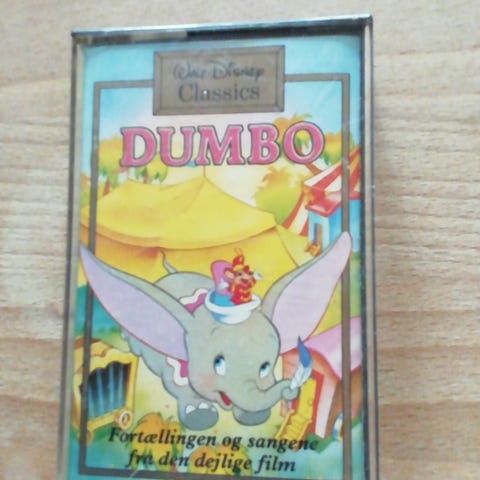 Walt Disney
Classics
DUMBO
Fortællingen og sangene
fra den dejlige film